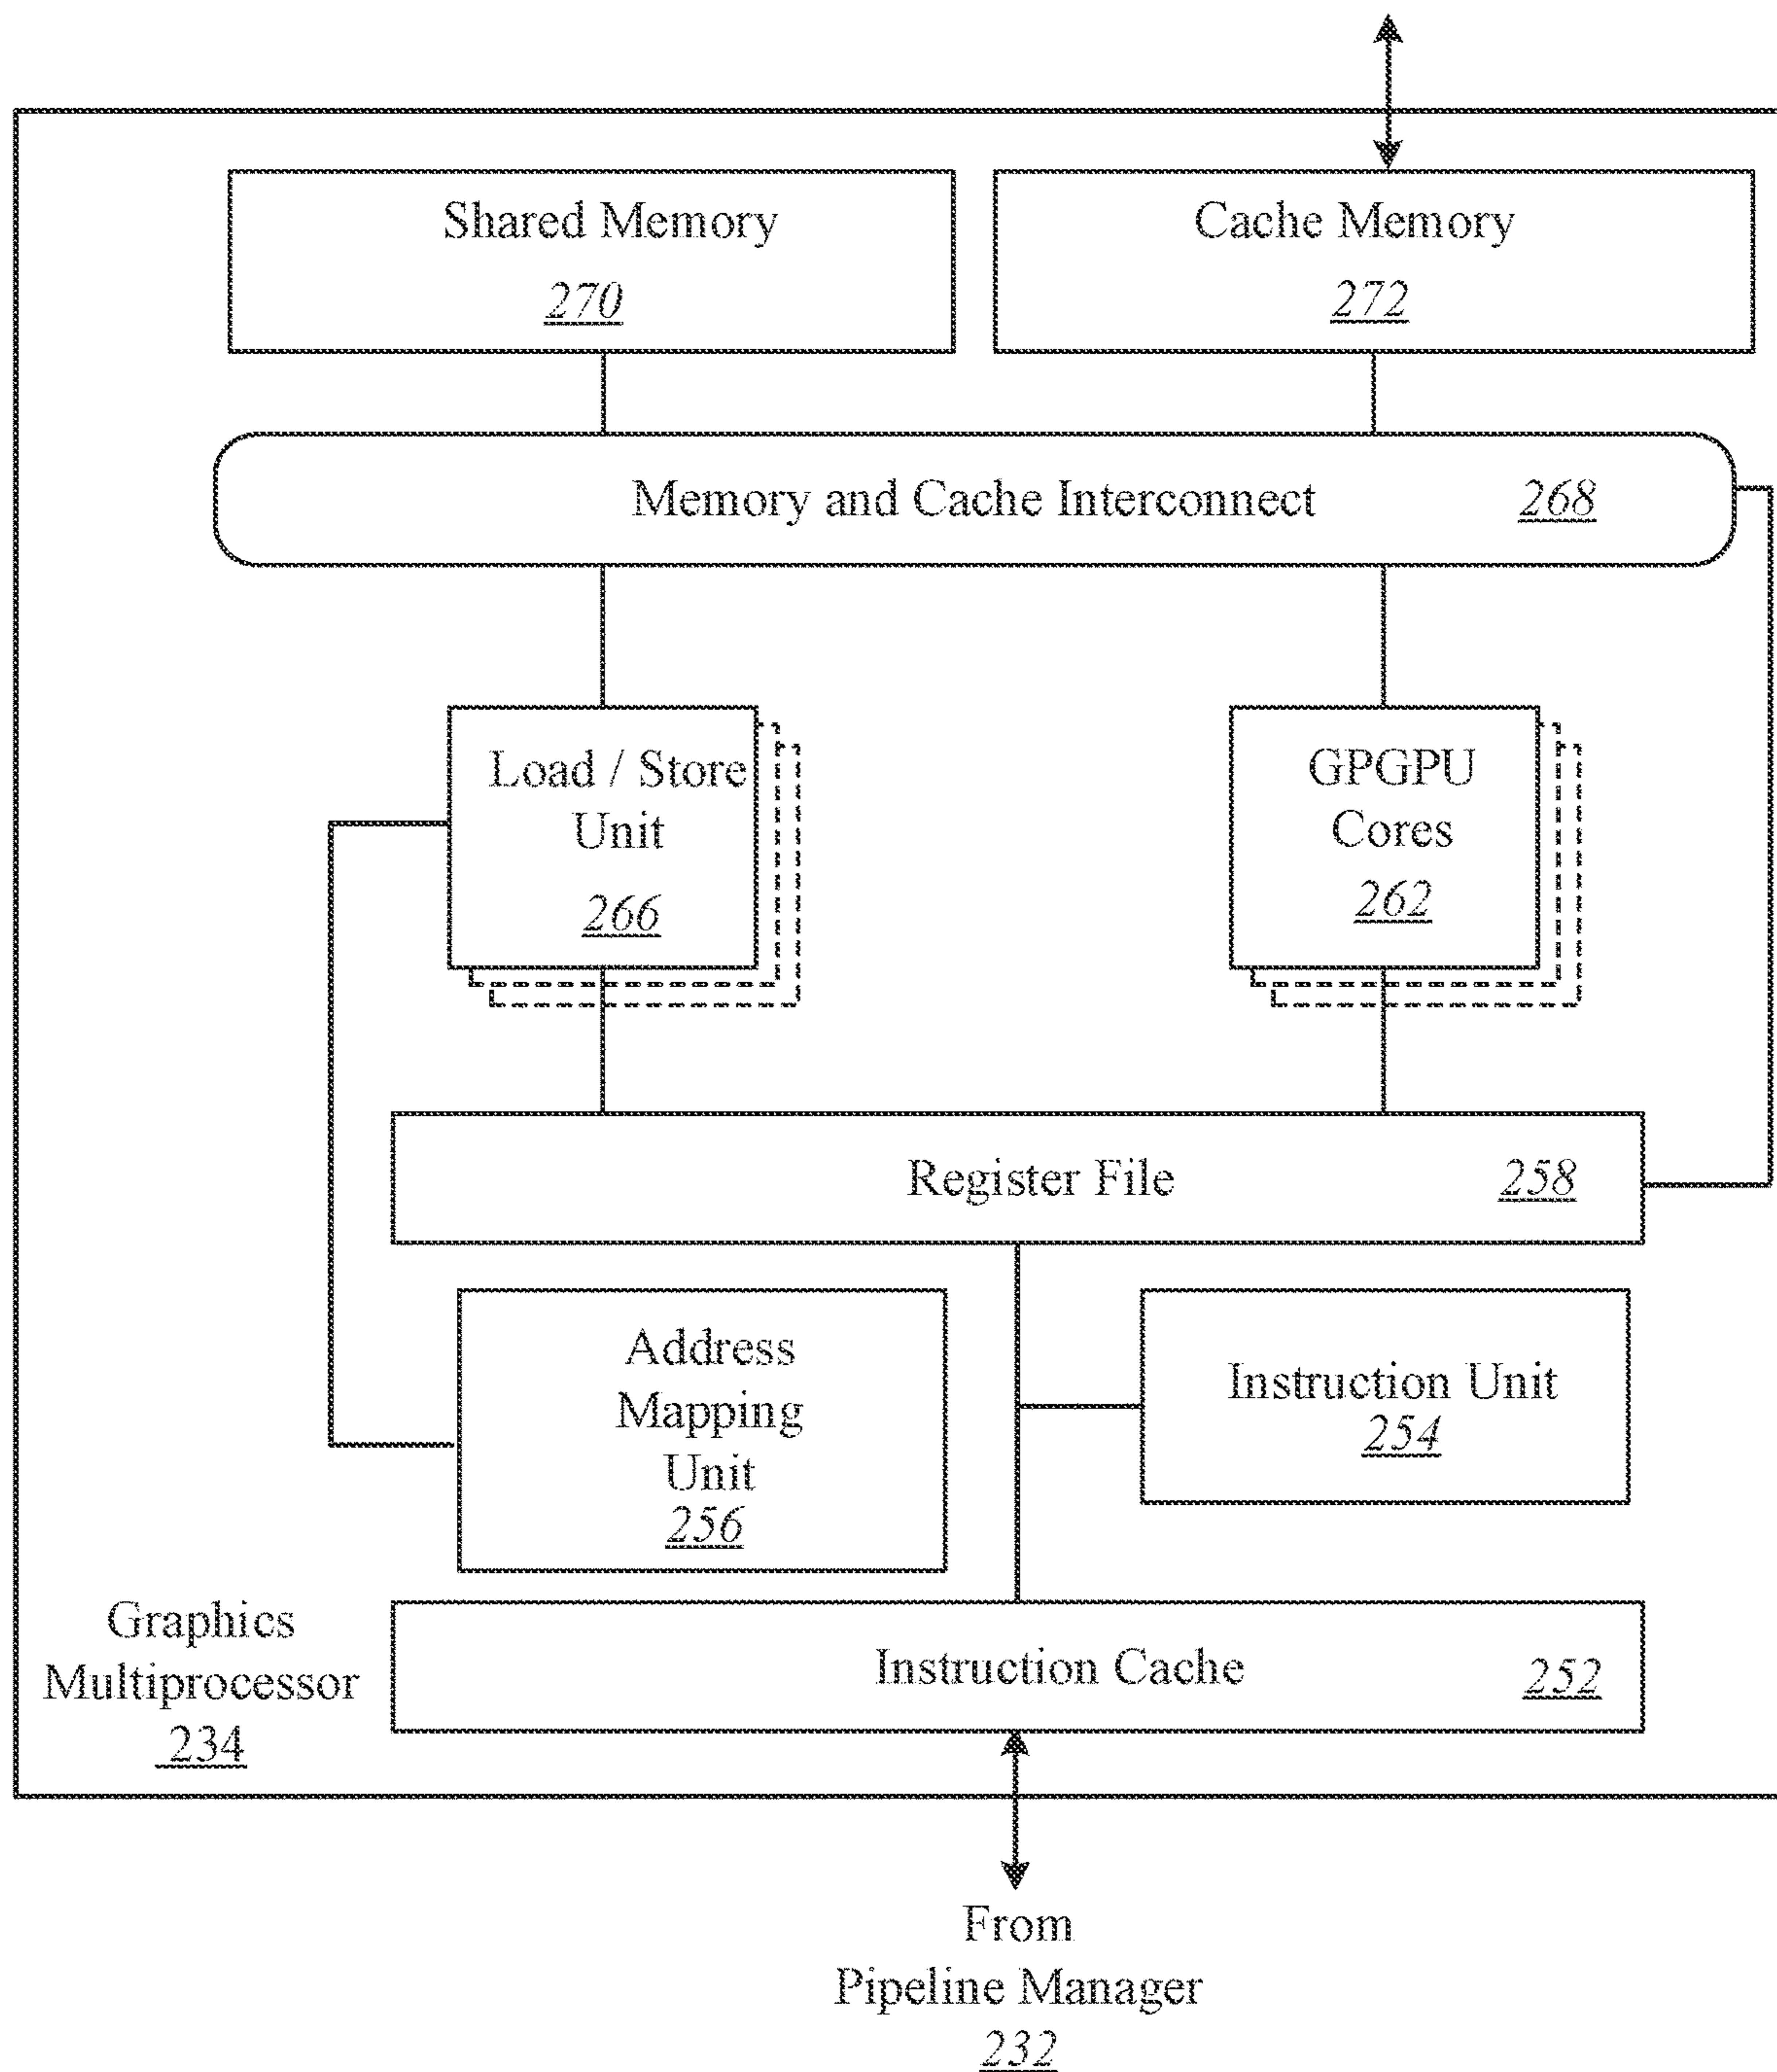 Shared Memory
270
Cache Memory
272
Memory and Cache Interconnect 268
Load / Store
Unit
266
GPGPU
Cores
262
Register File 258
Address
Mapping
Unit
256
Instruction Unit
254
Graphics
Multiprocessor
234
Instruction Cache 252
From
Pipeline Manager
232